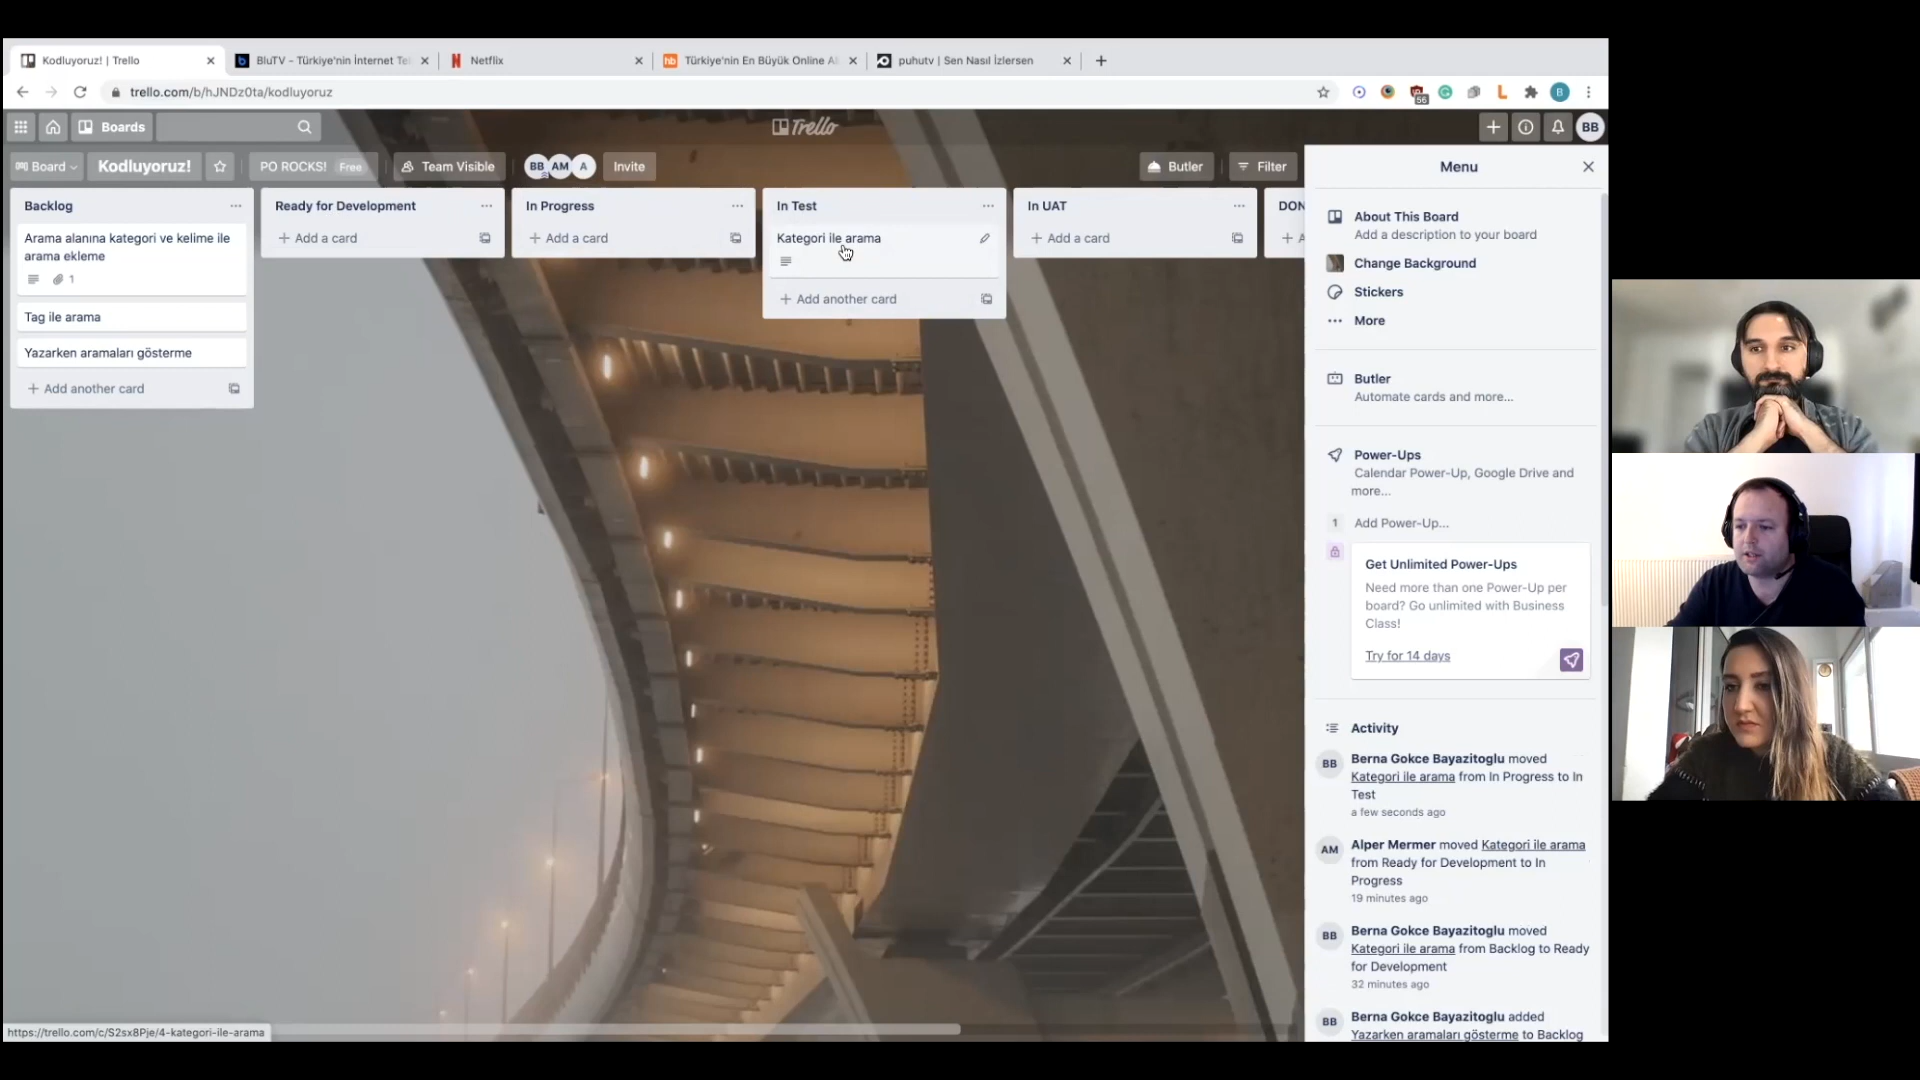 Kodluyoruz! | Trello
BluTV - Türkiye'nin İnternet Te
Netflix
Türkiye'nin En Büyük Online Al
puhutv | Sen Nasıl İzlersen
trello.com/b/hJNDz0ta/kodluyoruz
56
B
Boards
Trello
BB
Board
Kodluyoruz!
PO ROCKS! Free
Team Visible
BB AM A
Invite
Butler
Filter
Menu
Backlog
Arama alanına kategori ve kelime ile
arama ekleme
1
Tag ile arama
Yazarken aramaları gösterme
+ Add another card
Ready for Development
+ Add a card
In Progress
+ Add a card
In Test
Kategori ile arama
+ Add another card
In UAT
+ Add a card
DON
+ A
About This Board
Add a description to your board
Change Background
Stickers
More
Butler
Automate cards and more...
Power-Ups
Calendar Power-Up, Google Drive and
more...
1 Add Power-Up...
Get Unlimited Power-Ups
Need more than one Power-Up per
board? Go unlimited with Business
Class!
Try for 14 days
Activity
BB Berna Gokce Bayazitoglu moved
Kategori ile arama from In Progress to In
Test
a few seconds ago
AM Alper Mermer moved Kategori ile arama
from Ready for Development to In
Progress
19 minutes ago
BB Berna Gokce Bayazitoglu moved
Kategori ile arama from Backlog to Ready
for Development
32 minutes ago
BB Berna Gokce Bayazitoglu added
Yazarken aramaları gösterme to Backlog
https://trello.com/c/S2sx8Pje/4-kategori-ile-arama